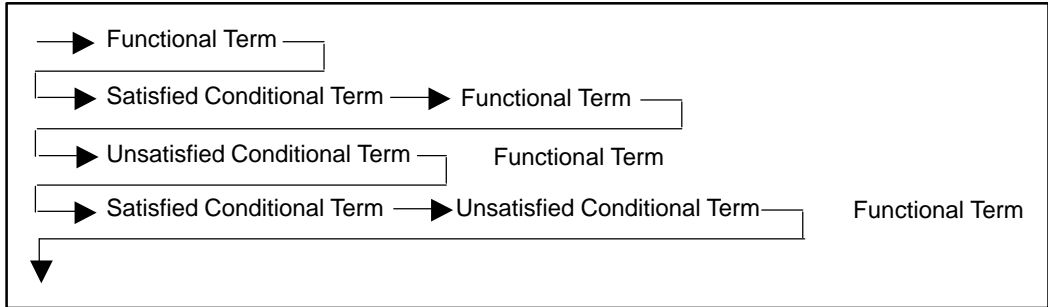 Functional Term
Satisfied Conditional Term Functional Term
Unsatisfied Conditional Term Functional Term
Satisfied Conditional Term Unsatisfied Conditional Term Functional Term